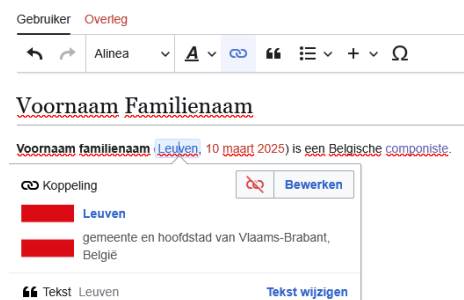 Gebruiker Overleg
Alinea A Ω
Voornaam Familienaam
Voornaam familienaam (Leuven, 10 maart 2025) is een Belgische componiste.
Koppeling Bewerken
Leuven
gemeente en hoofdstad van Vlaams-Brabant,
België
Tekst Leuven Tekst wijzigen